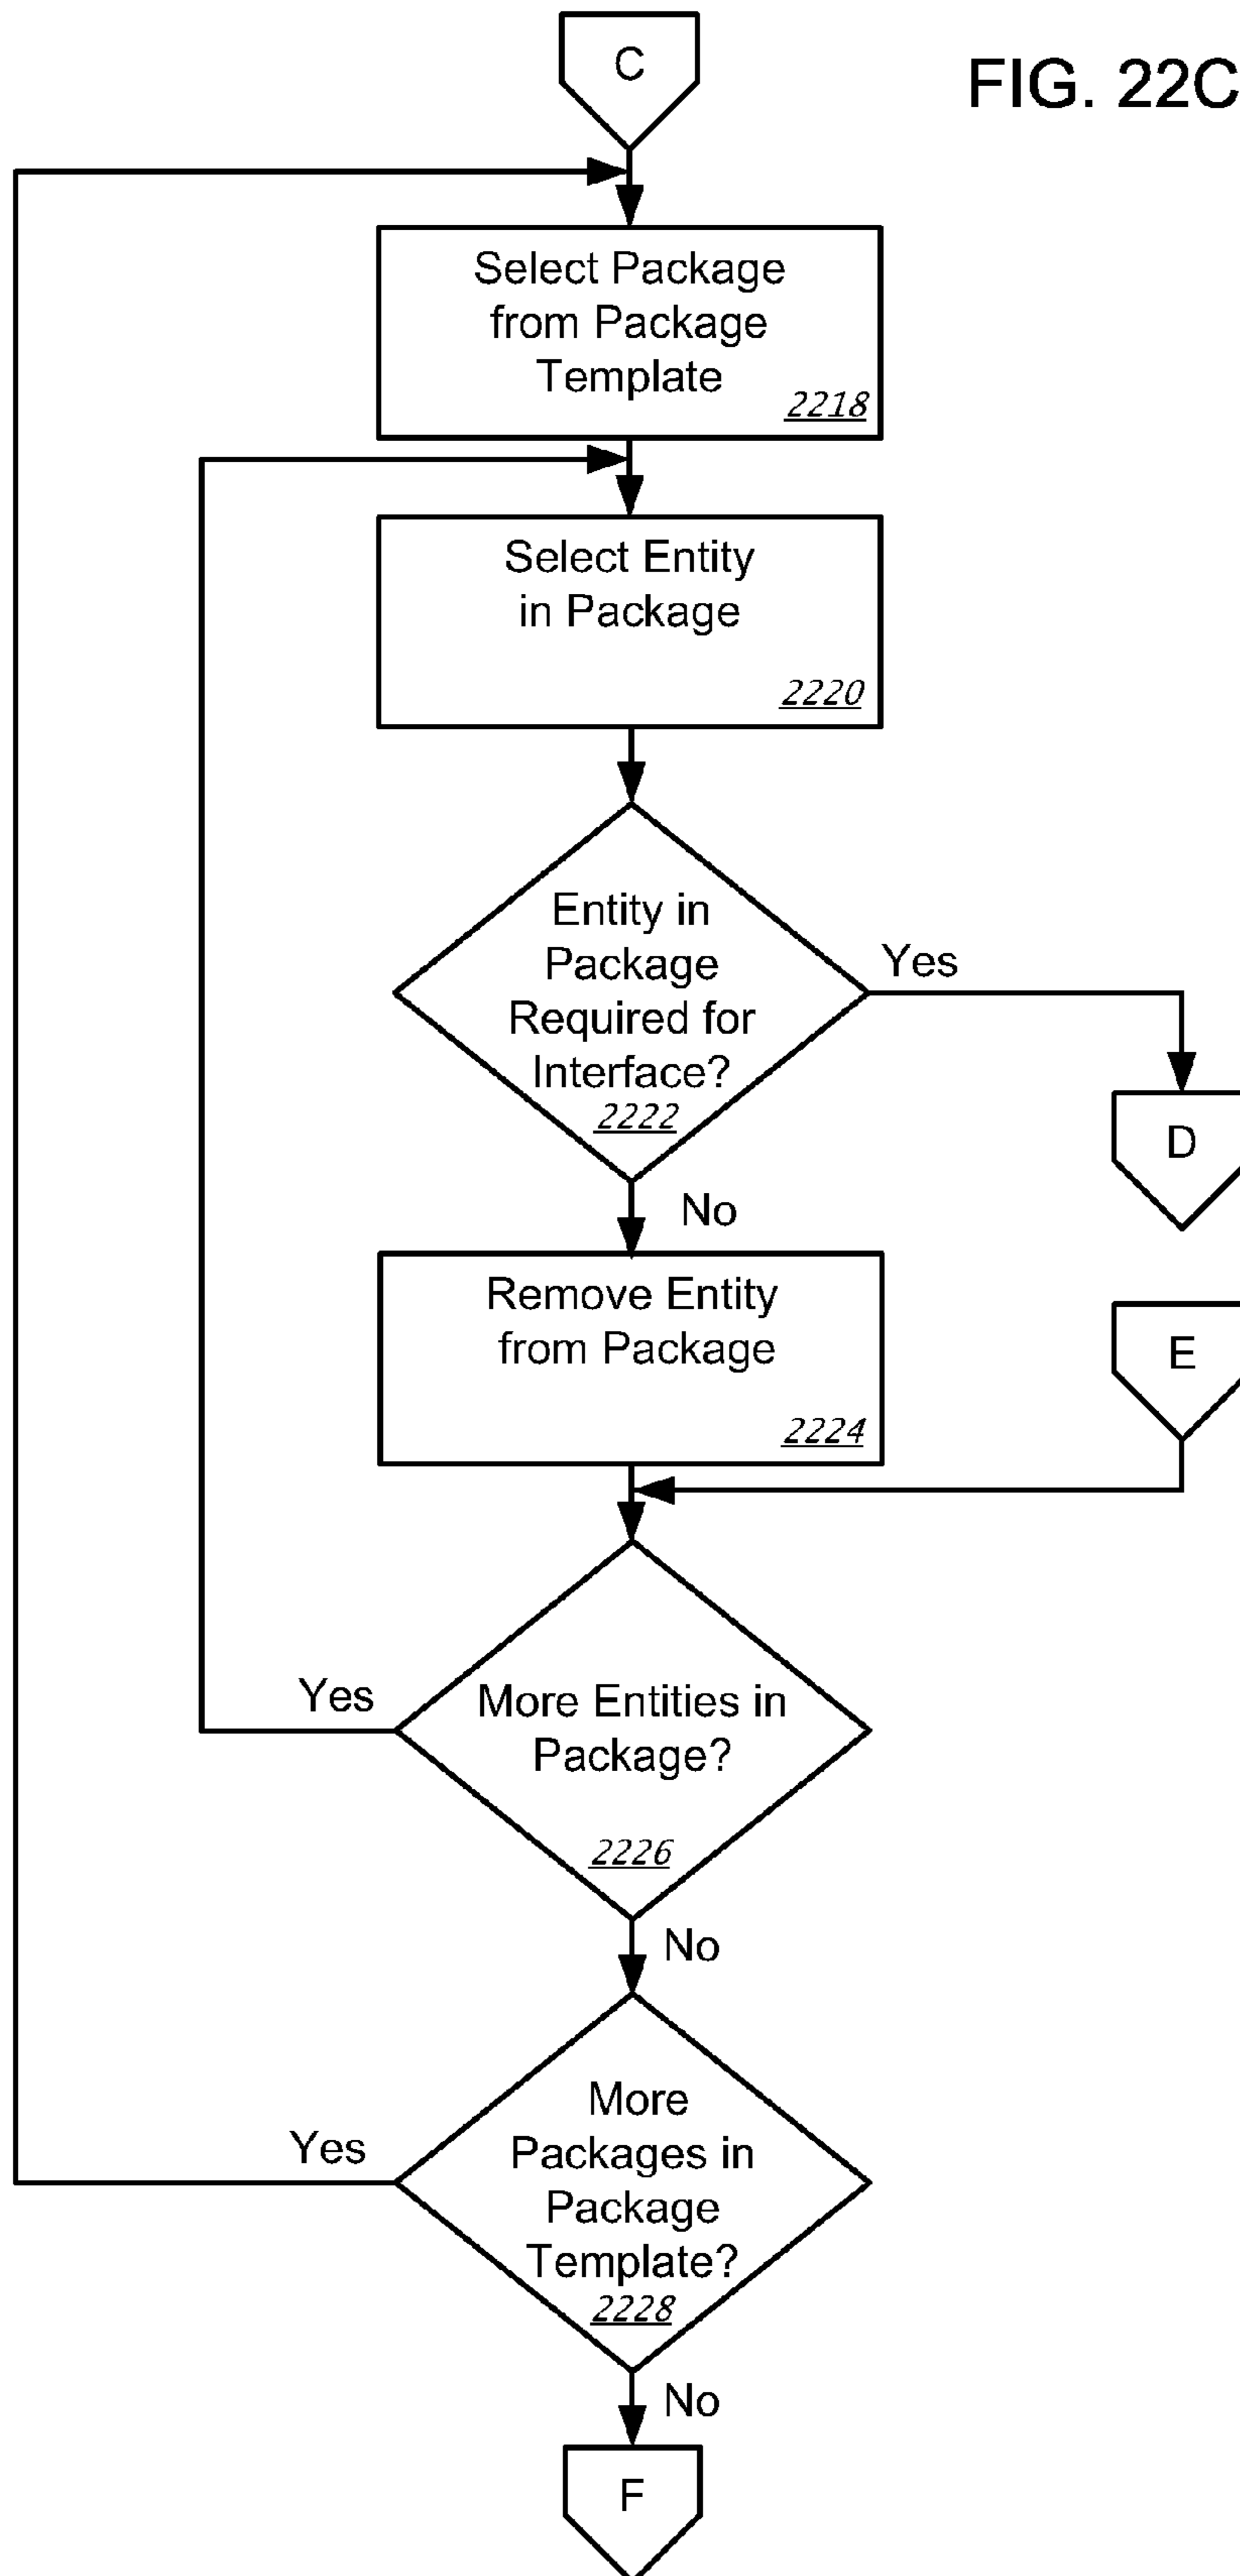 C
FIG. 22C
Select Package
from Package
Template
2218
Select Entity
in Package
2220
Entity in
Package
Required for
Interface?
2222
Yes
D
No
Remove Entity
from Package
2224
E
More Entities in
Package?
2226
Yes
No
More
Packages in
Package
Template?
2228
Yes
No
F